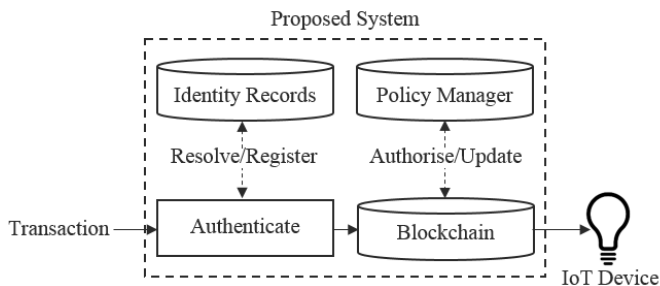 Proposed System
Identity Records
Policy Manager
Resolve/Register
Authorise/Update
Transaction
Authenticate
Blockchain
IoT Device